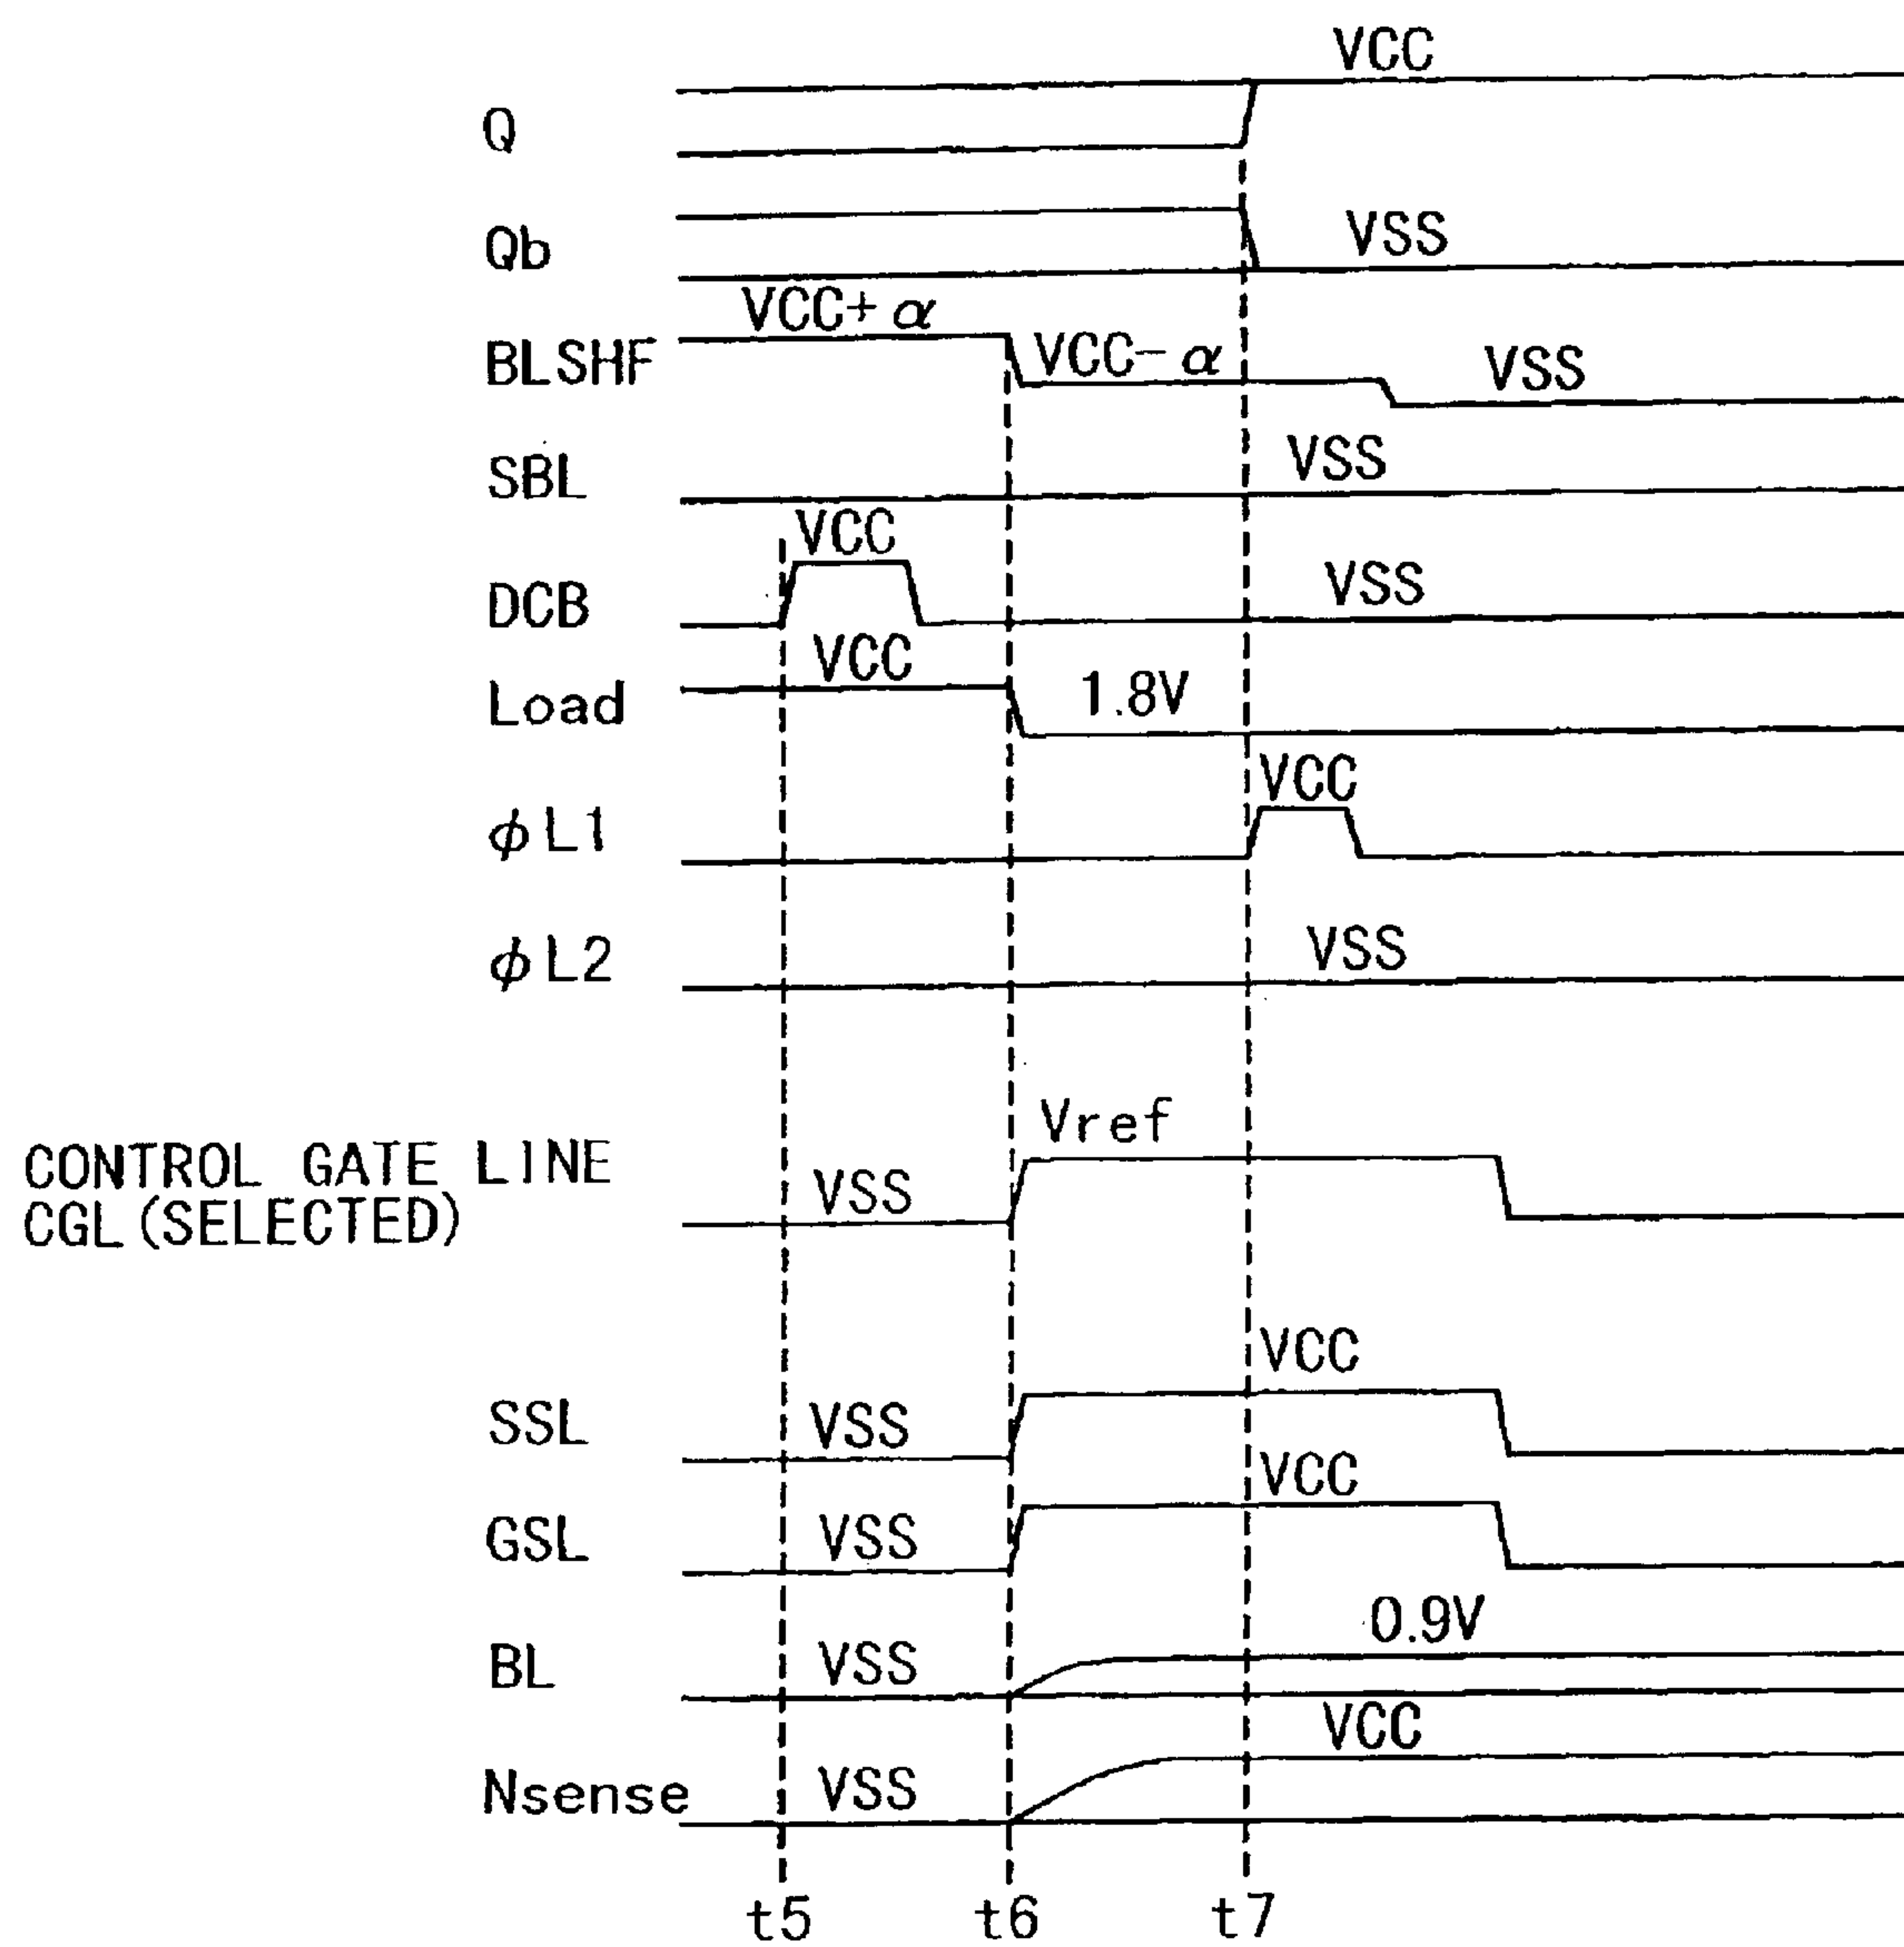 VCC
Q
Qb VSS
VCC+α
BLSHF VCC−α VSS
SBL VSS
VCC
DCB VSS
VCC
Load 1.8V
VCC
φL1
φL2 VSS
Vref
CONTROL GATE LINE
CGL(SELECTED) VSS
VCC
SSL VSS
VCC
GSL VSS
0.9V
BL VSS
VCC
Nsense VSS
t5 t6 t7